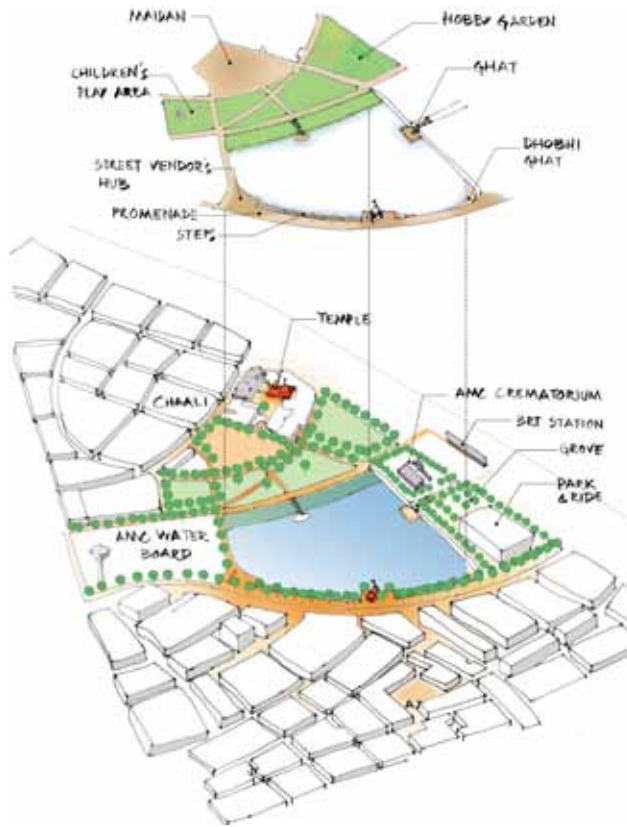 MAIDAN
HOBBY GARDEN
CHILDREN'S
PLAY AREA
GHAT
DHOBHI
GHAT
STREET VENDOR'S
HUB
PROMENADE
STEPS
TEMPLE
CHAALI
AMC CREMATORIUM
BRT STATION
GROVE
PARK
& RIDE
AMC WATER
BOARD